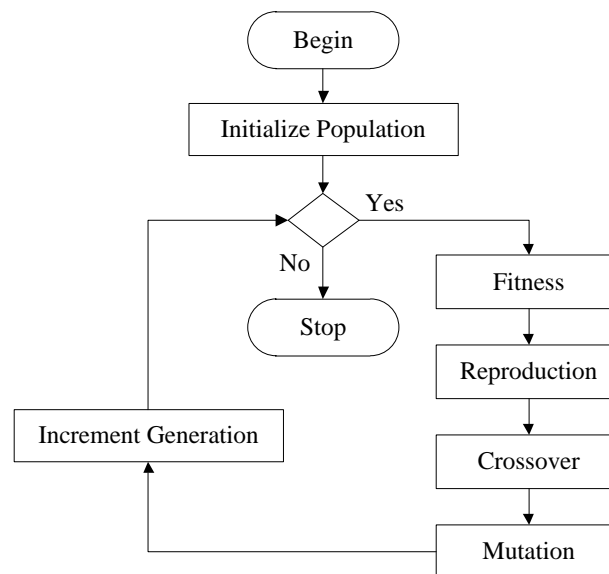 Begin
Initialize Population
Yes
No
Fitness
Stop
Reproduction
Increment Generation
Crossover
Mutation